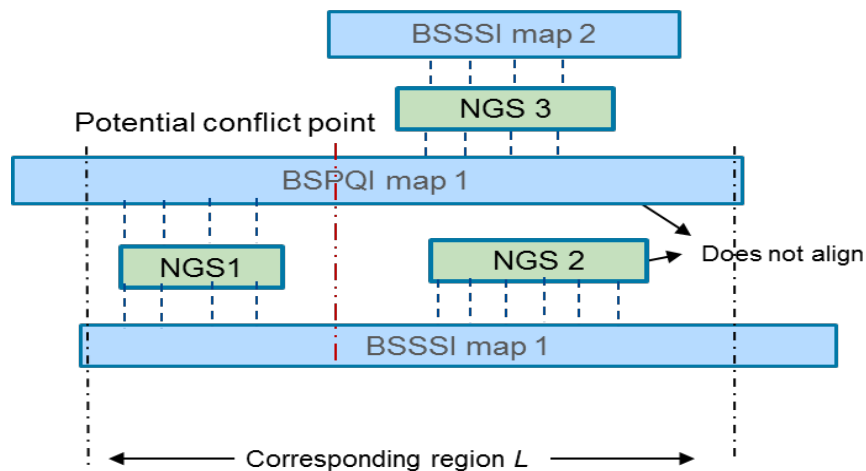 BSSSI map 2
NGS 3
Potential conflict point
BSPQI map 1
NGS1
NGS 2
Does not align
BSSSI map 1
Corresponding region L